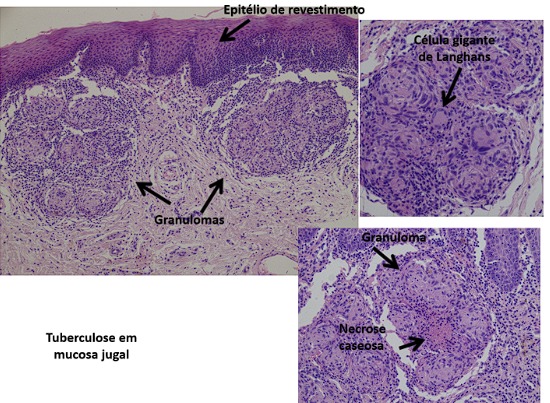 Epitélio de revestimento
Célula gigante
de Langhans
Granulomas
Granuloma
Necrose
caseosa
Tuberculose em
mucosa jugal